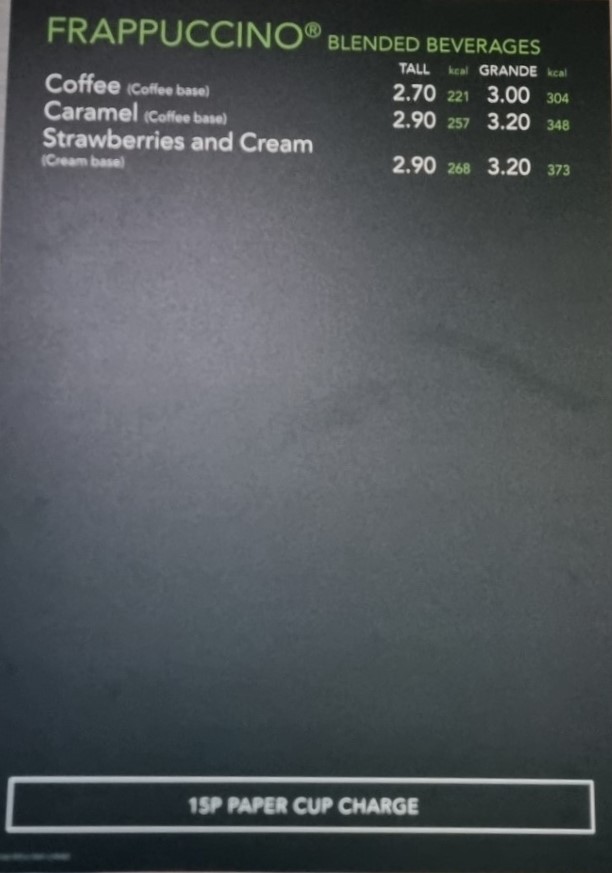 FRAPPUCCINO® BLENDED BEVERAGES
TALL kcal GRANDE kcal
Coffee (Coffee base) 2.70 221 3.00 304
Caramel (Coffee base) 2.90 257 3.20 348
Strawberries and Cream
(Cream base) 2.90 268 3.20 373
15P PAPER CUP CHARGE